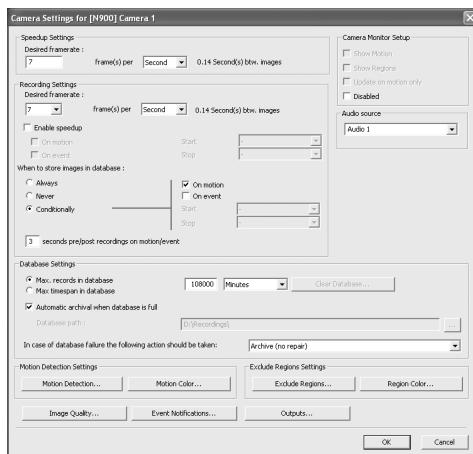 Camera Settings for [N900] Camera 1
Speedup Settings
Desired framerate :
7 frame(s) per Second 0.14 Second(s) btw. images
Camera Monitor Setup
Show Motion
Show Regions
Update on motion only
Disabled
Recording Settings
Desired framerate :
7 frame(s) per Second 0.14 Second(s) btw. images
Enable speedup
On motion Start -
On event Stop -
Audio source
Audio 1
When to store images in database :
Always
Never
Conditionally
On motion
On event
Start -
Stop -
3 seconds pre/post recordings on motion/event
Database Settings
Max. records in database
Max timespan in database
108000 Minutes Clear Database...
Automatic archival when database is full
Database path : D:\Recordings\ ...
In case of database failure the following action should be taken: Archive (no repair)
Motion Detection Settings
Motion Detection... Motion Color...
Exclude Regions Settings
Exclude Regions... Region Color...
Image Quality... Event Notifications... Outputs...
OK Cancel